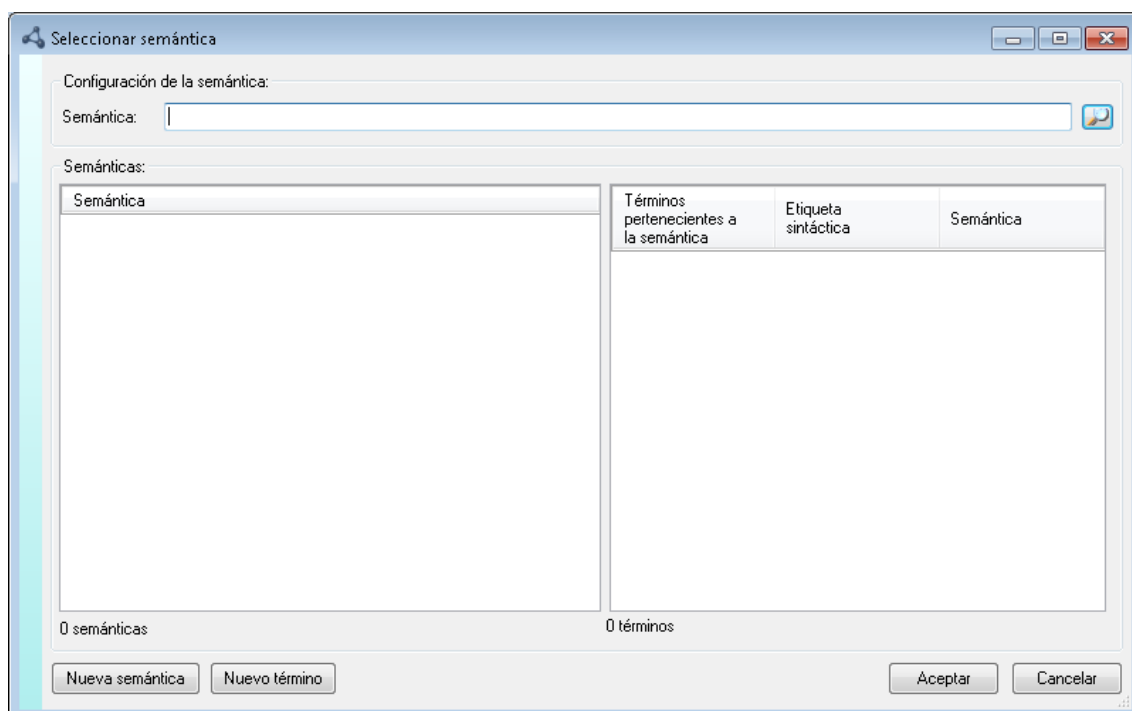 Seleccionar semántica
Configuración de la semántica:
Semántica:
Semánticas:
Semántica
Términos
pertenecientes a
la semántica
Etiqueta
sintáctica
Semántica
0 semánticas
0 términos
Nueva semántica
Nuevo término
Aceptar
Cancelar